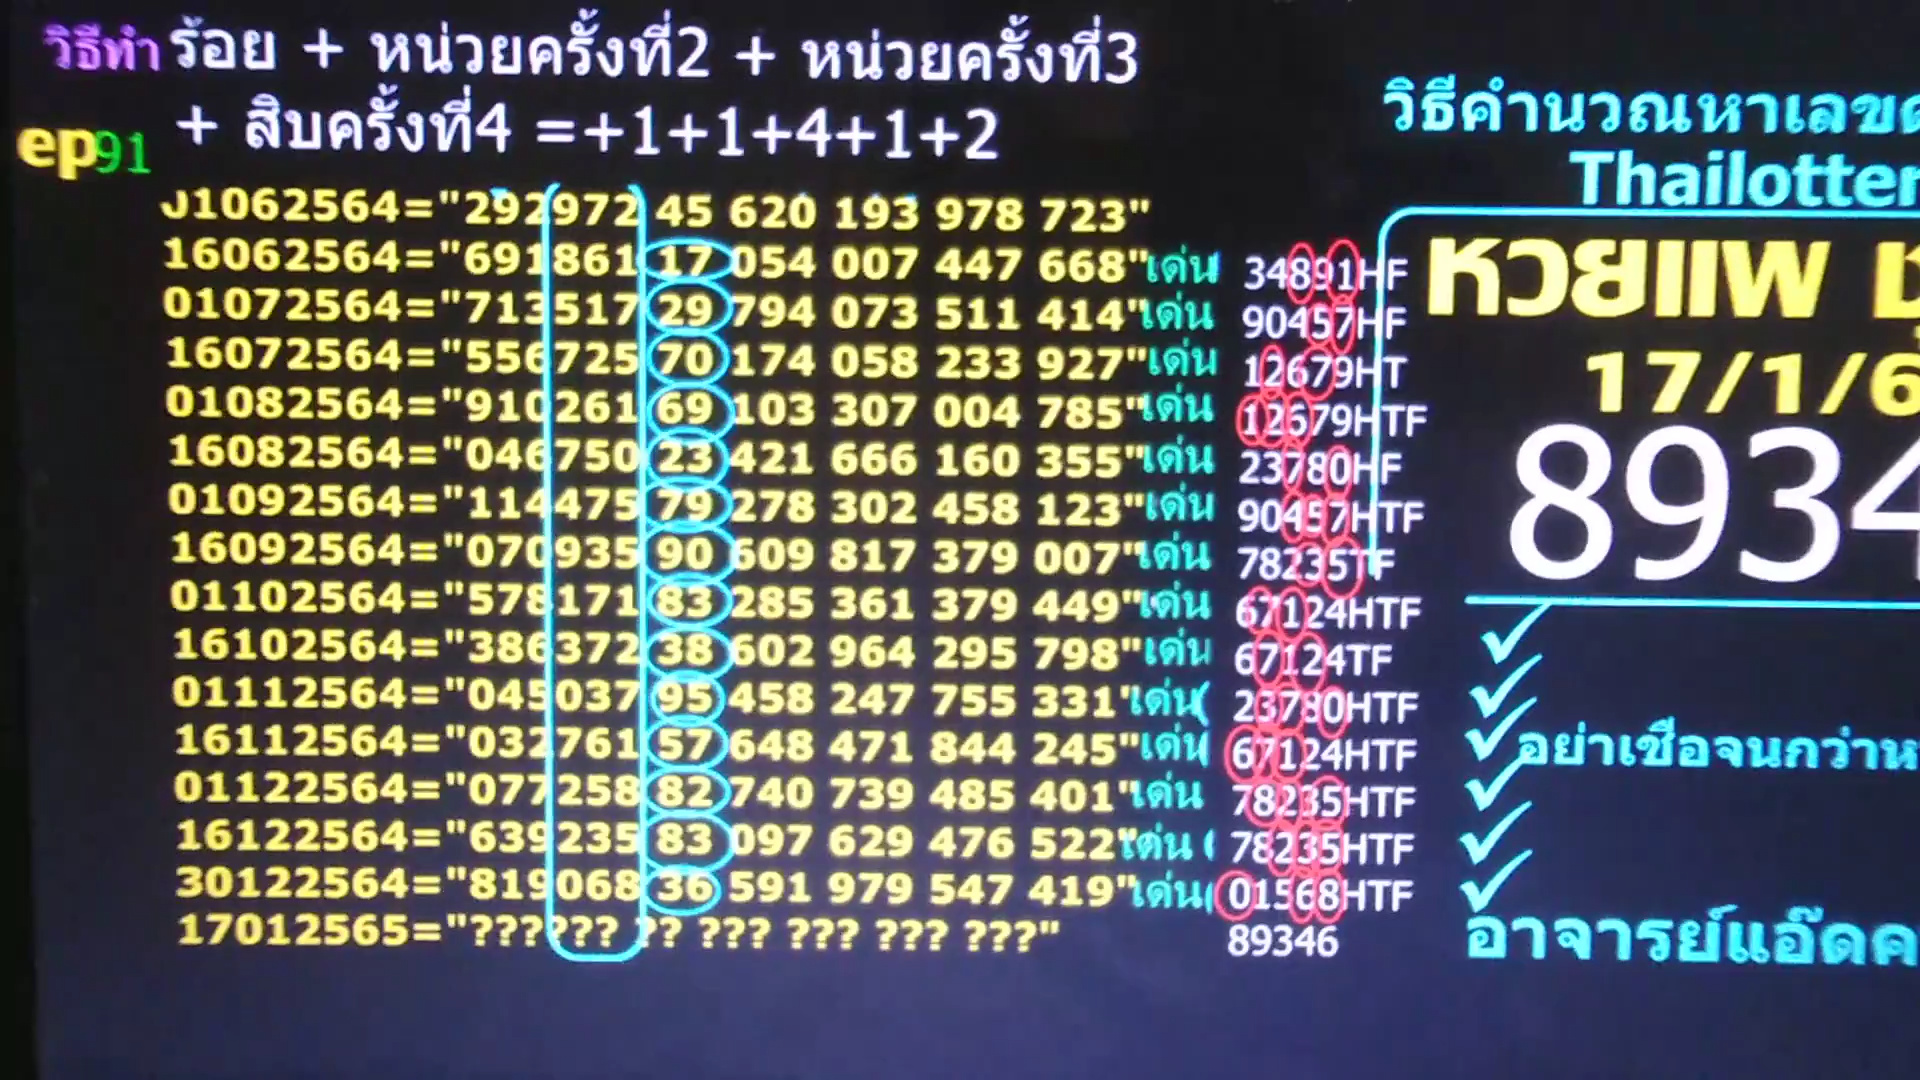 วิธีทำ ร้อย + หน่วยครั้งที่2 + หน่วยครั้งที่3
+ สิบครั้งที่4 =+1+1+4+1+2
ep91
J1062564="292972 45 620 193 978 723"
16062564="691861 17 054 007 447 668"เด่น 34891HF
01072564="713517 29 794 073 511 414"เด่น 90457HF
16072564="556725 70 174 058 233 927"เด่น 12679HT
01082564="910261 69 103 307 004 785"เด่น 12679HTF
16082564="046750 23 421 666 160 355"เด่น 23780HF
01092564="114475 79 278 302 458 123"เด่น 90457HTF
16092564="070935 90 609 817 379 007"เด่น 78235TF
01102564="578171 83 285 361 379 449"เด่น 67124HTF
16102564="386372 38 602 964 295 798"เด่น 67124TF
01112564="045037 95 458 247 755 331"เด่น( 23780HTF
16112564="032761 57 648 471 844 245"เด่น( 67124HTF
01122564="077258 82 740 739 485 401"เด่น 78235HTF
16122564="639235 83 097 629 476 522"เด่น ( 78235HTF
30122564="819068 36 591 979 547 419"เด่น( 01568HTF
17012565="?????? ?? ??? ??? ??? ???" 89346
วิธีคำนวณหาเลข
Thailotter
หวยแพ
17/1/6
8934
อย่าเชื่อจนกว่า
อาจารย์แอ๊ด